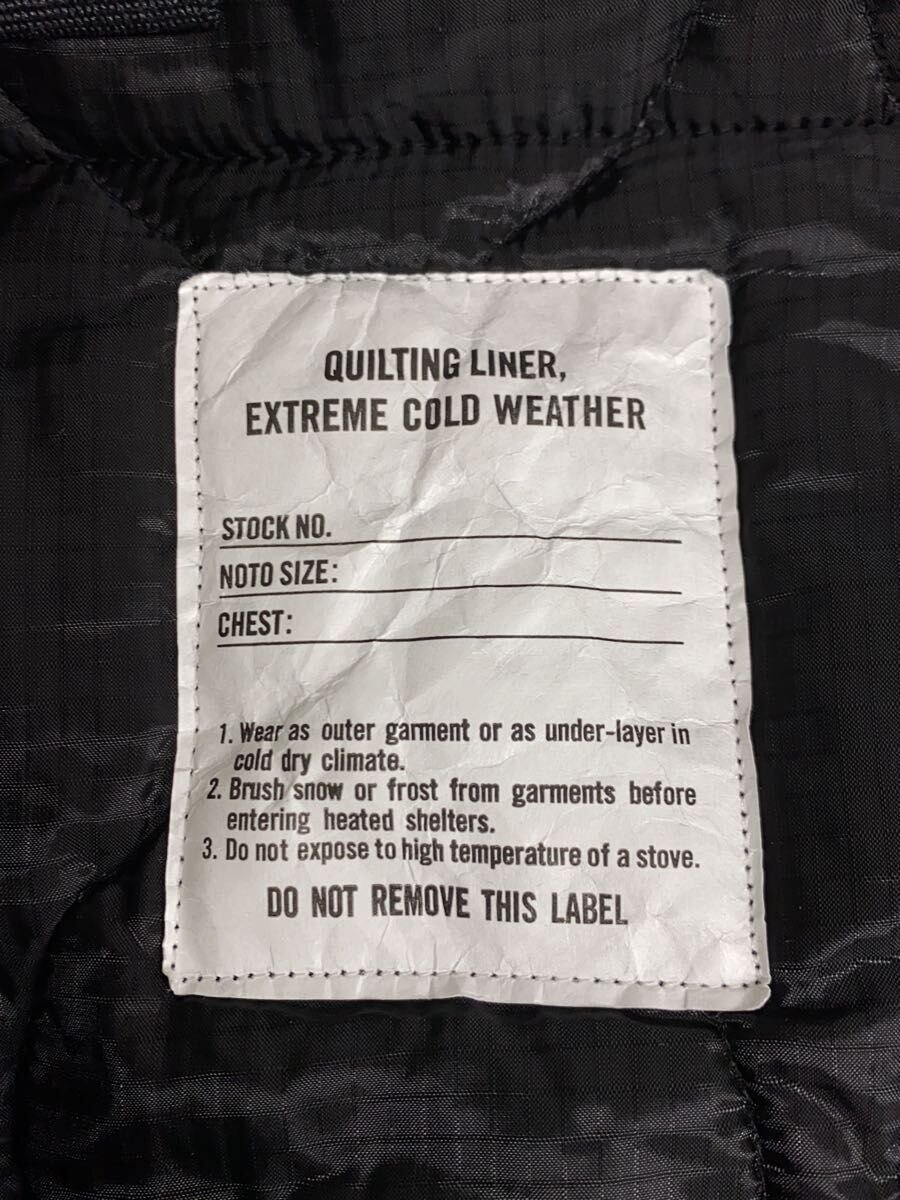 QUILTING LINER,
EXTREME COLD WEATHER
STOCK NO.
NOTO SIZE:
CHEST:
1. Wear as outer garment or as under-layer in
cold dry climate.
2. Brush snow or frost from garments before
entering heated shelters.
3. Do not expose to high temperature of a stove.
DO NOT REMOVE THIS LABEL